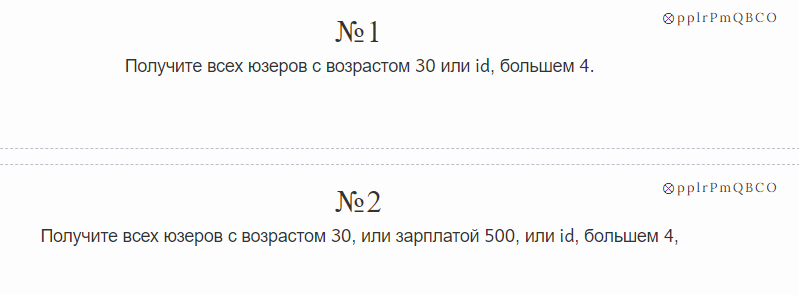 ⊗pplrPmQBCO
№1
Получите всех юзеров с возрастом 30 или id, большем 4.
⊗pplrPmQBCO
№2
Получите всех юзеров с возрастом 30, или зарплатой 500, или id, большем 4,